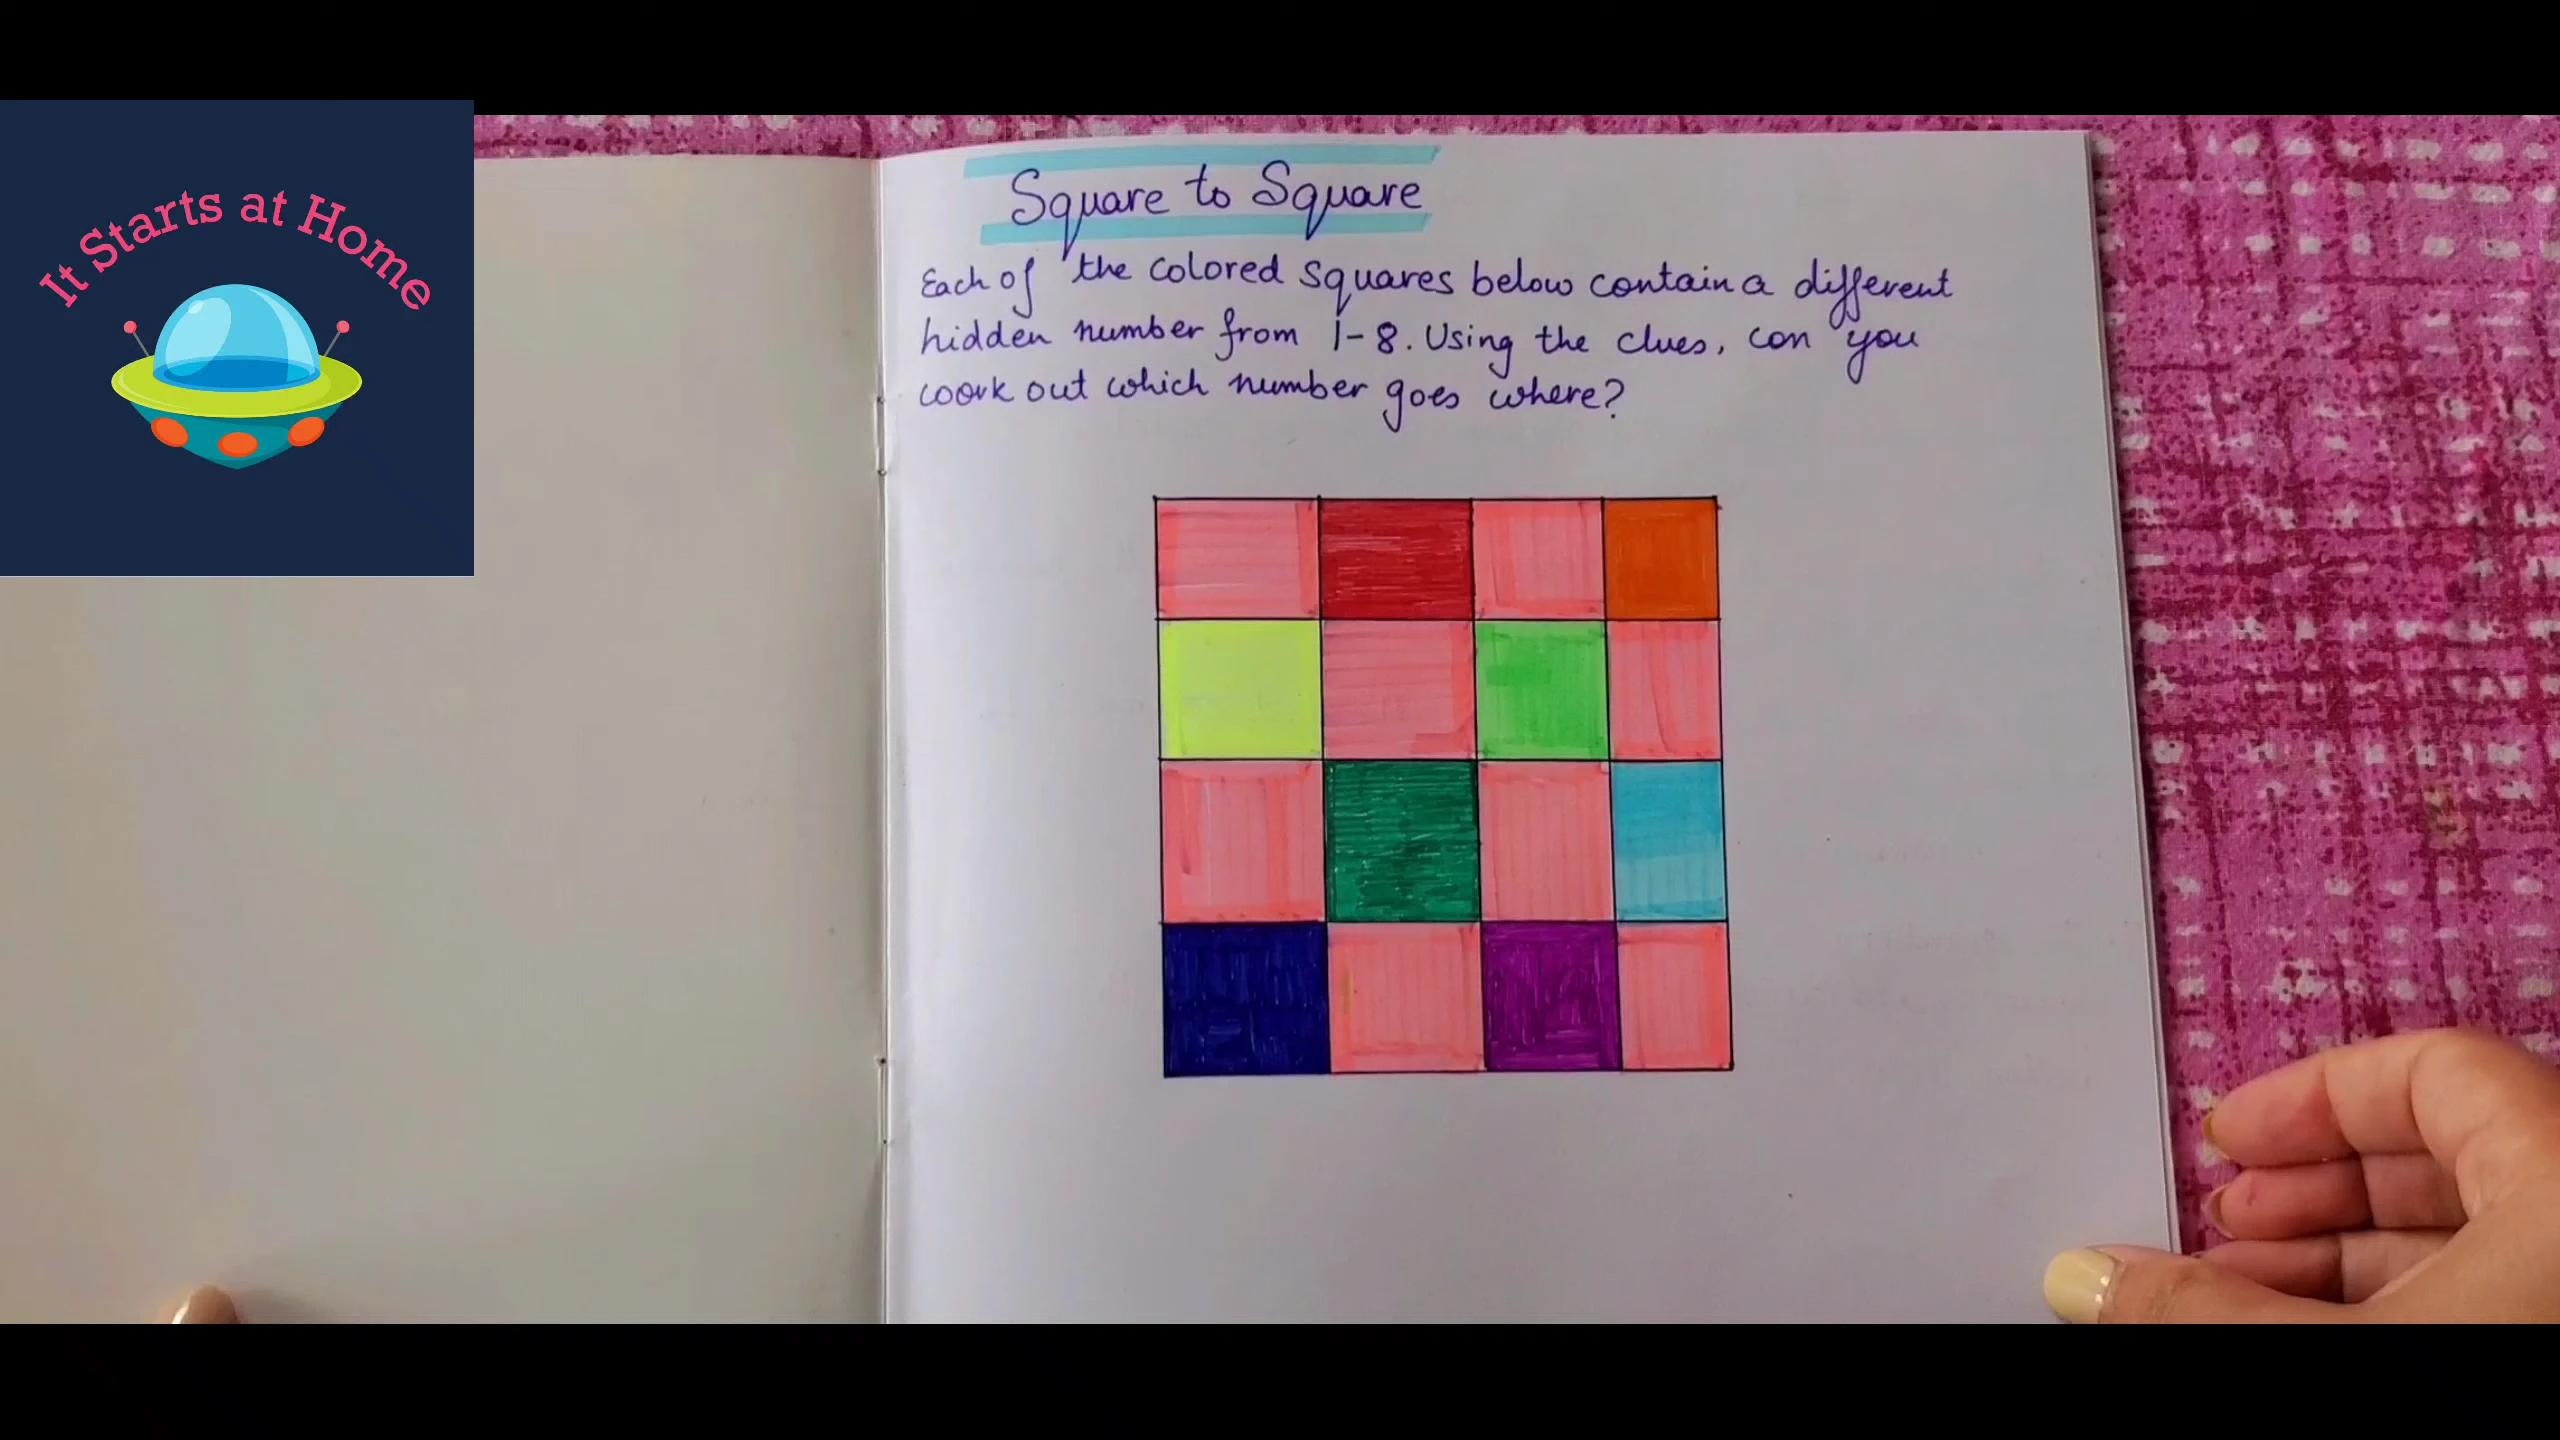 It Starts at Home
Square to Square
Each of the colored squares below contain a different
hidden number from 1-8. Using the clues, can you
work out which number goes where?